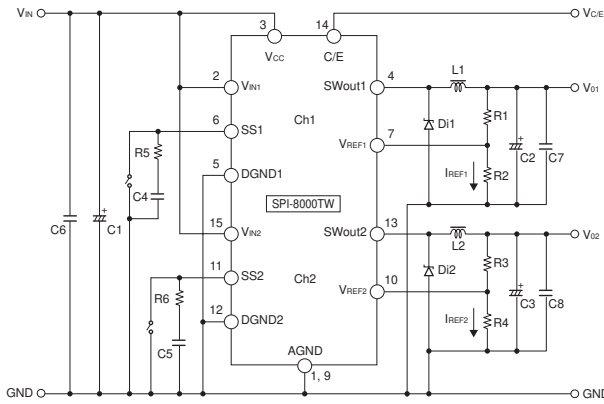 VIN
3
14
VC/E
VCC
C/E
2
VIN1
SWout1
4
L1
VO1
Ch1
6
SS1
R5
Di1
R1
C2
C7
VREF1
7
5
DGND1
C4
IREF1
R2
SPI-8000TW
C6
C1
15
VIN2
SWout2
13
VO2
L2
11
SS2
Ch2
R6
Di2
R3
C3
C8
VREF2
10
12
DGND2
C5
IREF2
R4
AGND
1, 9
GND
GND
+
+
+